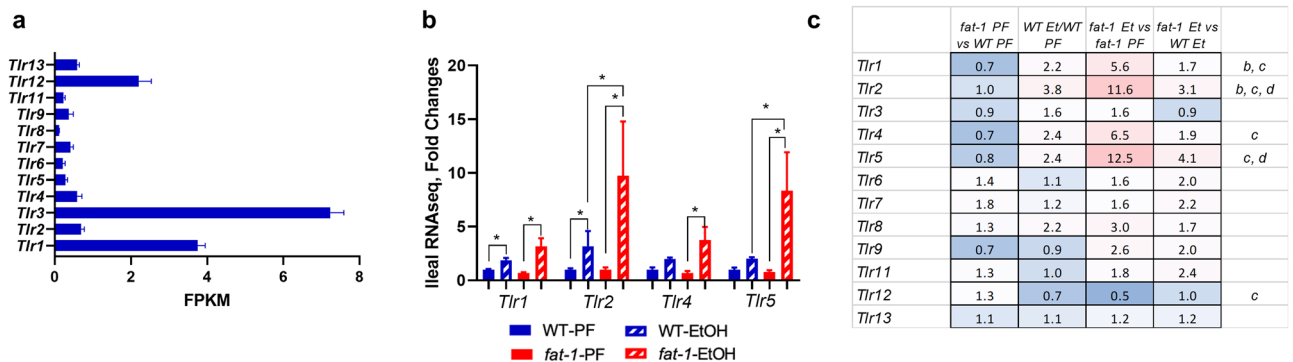 a
Tlr13
Tlr12
Tlr11
Tlr9
Tlr8
Tlr7
Tlr6
Tlr5
Tlr4
Tlr3
Tlr2
Tlr1
0 2 4 6 8
FPKM
b
Ileal RNAseq, Fold Changes
20
15
10
5
0
* * * * * * * *
Tlr1 Tlr2 Tlr4 Tlr5
WT-PF WT-EtOH
fat-1-PF fat-1-EtOH
c
fat-1 PF vs WT PF WT Et/WT PF fat-1 Et vs fat-1 PF fat-1 Et vs WT Et
Tlr1 0.7 2.2 5.6 1.7 b, c
Tlr2 1.0 3.8 11.6 3.1 b, c, d
Tlr3 0.9 1.6 1.6 0.9
Tlr4 0.7 2.4 6.5 1.9 c
Tlr5 0.8 2.4 12.5 4.1 c, d
Tlr6 1.4 1.1 1.6 2.0
Tlr7 1.8 1.2 1.6 2.2
Tlr8 1.3 2.2 3.0 1.7
Tlr9 0.7 0.9 2.6 2.0
Tlr11 1.3 1.0 1.8 2.4
Tlr12 1.3 0.7 0.5 1.0 c
Tlr13 1.1 1.1 1.2 1.2